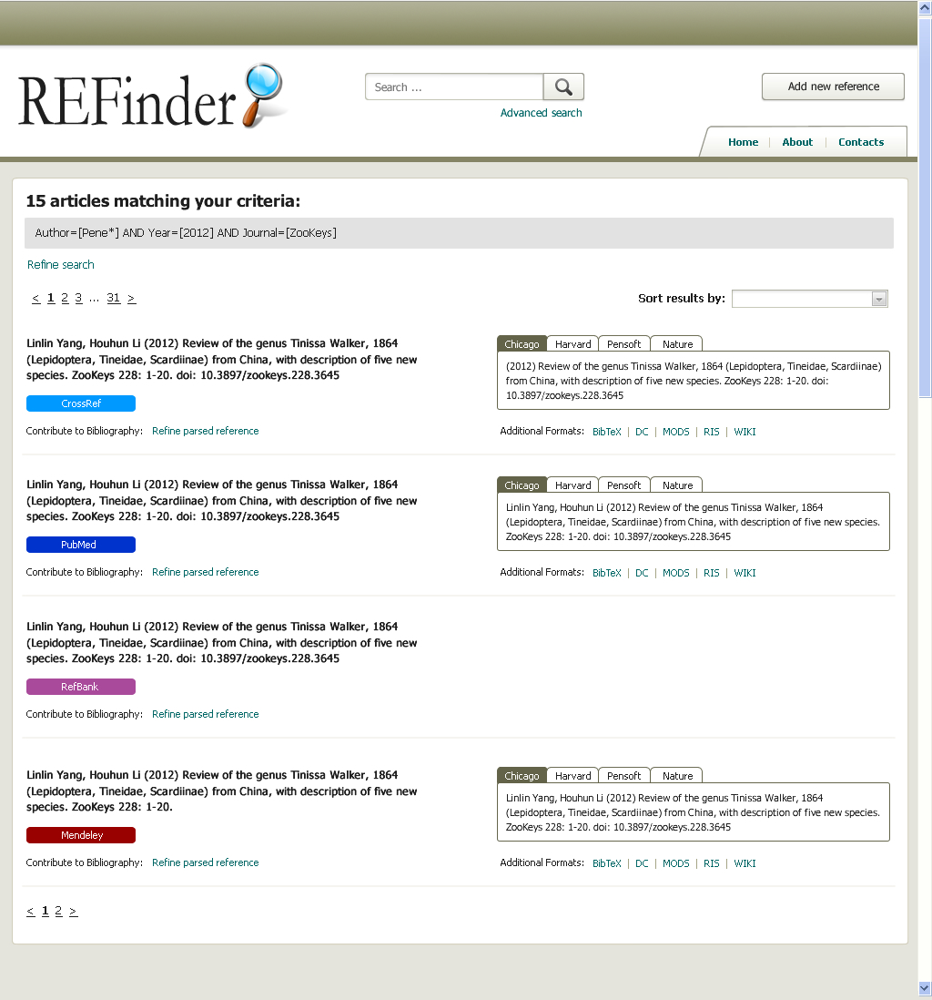 REFinder
Search ...
Advanced search
Add new reference
Home | About | Contacts
15 articles matching your criteria:
Author=[Pene*] AND Year=[2012] AND Journal=[ZooKeys]
Refine search
< 1 2 3 ... 31 >
Sort results by:
Linlin Yang, Houhun Li (2012) Review of the genus Tinissa Walker, 1864
(Lepidoptera, Tineidae, Scardiinae) from China, with description of five new
species. ZooKeys 228: 1-20. doi: 10.3897/zookeys.228.3645
CrossRef
Contribute to Bibliography: Refine parsed reference
Chicago Harvard Pensoft Nature
(2012) Review of the genus Tinissa Walker, 1864 (Lepidoptera, Tineidae, Scardiinae)
from China, with description of five new species. ZooKeys 228: 1-20. doi:
10.3897/zookeys.228.3645
Additional Formats: BibTeX | DC | MODS | RIS | WIKI
Linlin Yang, Houhun Li (2012) Review of the genus Tinissa Walker, 1864
(Lepidoptera, Tineidae, Scardiinae) from China, with description of five new
species. ZooKeys 228: 1-20. doi: 10.3897/zookeys.228.3645
PubMed
Contribute to Bibliography: Refine parsed reference
Chicago Harvard Pensoft Nature
Linlin Yang, Houhun Li (2012) Review of the genus Tinissa Walker, 1864
(Lepidoptera, Tineidae, Scardiinae) from China, with description of five new species.
ZooKeys 228: 1-20. doi: 10.3897/zookeys.228.3645
Additional Formats: BibTeX | DC | MODS | RIS | WIKI
Linlin Yang, Houhun Li (2012) Review of the genus Tinissa Walker, 1864
(Lepidoptera, Tineidae, Scardiinae) from China, with description of five new
species. ZooKeys 228: 1-20. doi: 10.3897/zookeys.228.3645
RefBank
Contribute to Bibliography: Refine parsed reference
Linlin Yang, Houhun Li (2012) Review of the genus Tinissa Walker, 1864
(Lepidoptera, Tineidae, Scardiinae) from China, with description of five new
species. ZooKeys 228: 1-20.
Mendeley
Contribute to Bibliography: Refine parsed reference
Chicago Harvard Pensoft Nature
Linlin Yang, Houhun Li (2012) Review of the genus Tinissa Walker, 1864
(Lepidoptera, Tineidae, Scardiinae) from China, with description of five new species.
ZooKeys 228: 1-20. doi: 10.3897/zookeys.228.3645
Additional Formats: BibTeX | DC | MODS | RIS | WIKI
< 1 2 >